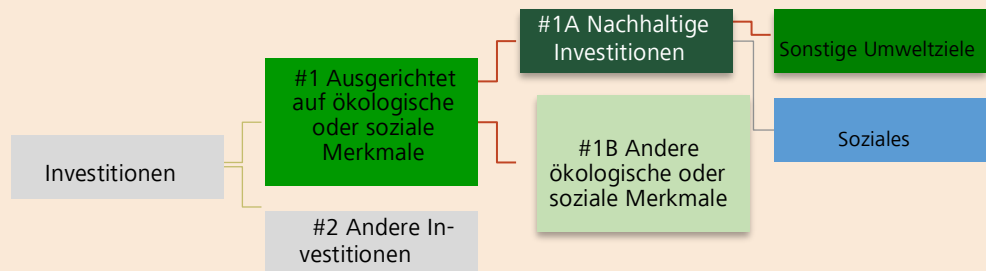 Investitionen
#1 Ausgerichtet
auf ökologische
oder soziale
Merkmale
#2 Andere In-
vestitionen
#1A Nachhaltige
Investitionen
#1B Andere
ökologische oder
soziale Merkmale
Sonstige Umweltziele
Soziales